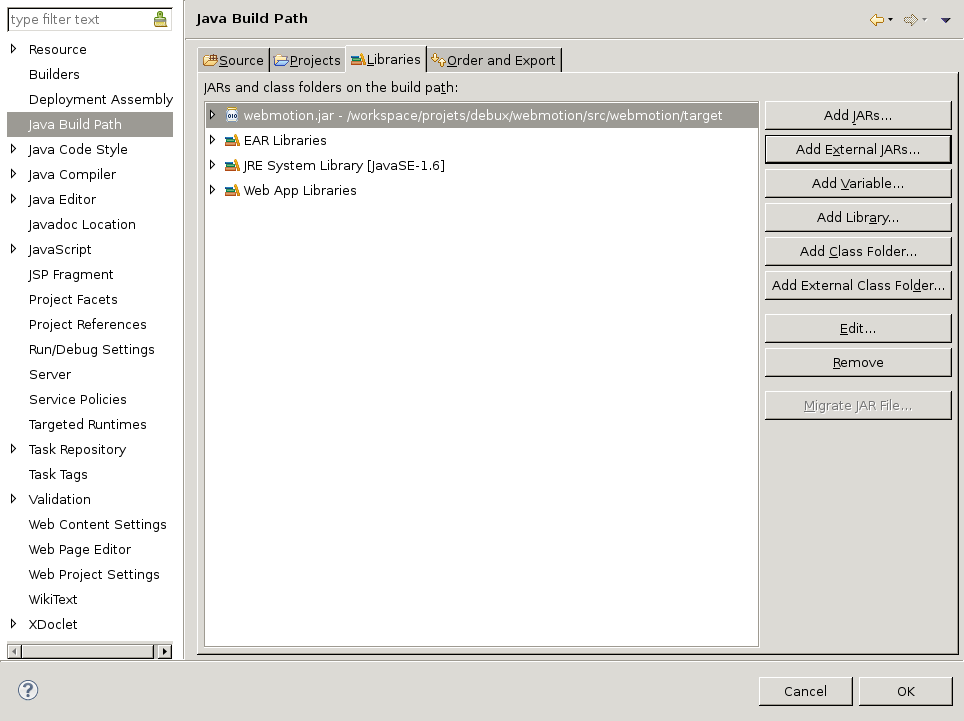 type filter text
Resource
Builders
Deployment Assembly
Java Build Path
Java Code Style
Java Compiler
Java Editor
Javadoc Location
JavaScript
JSP Fragment
Project Facets
Project References
Run/Debug Settings
Server
Service Policies
Targeted Runtimes
Task Repository
Task Tags
Validation
Web Content Settings
Web Page Editor
Web Project Settings
WikiText
XDoclet
Java Build Path
Source Projects Libraries Order and Export
JARs and class folders on the build path:
webmotion.jar - /workspace/projets/debux/webmotion/src/webmotion/target
EAR Libraries
JRE System Library [JavaSE-1.6]
Web App Libraries
Add JARs...
Add External JARs...
Add Variable...
Add Library...
Add Class Folder...
Add External Class Folder...
Edit...
Remove
Migrate JAR File...
?
Cancel OK